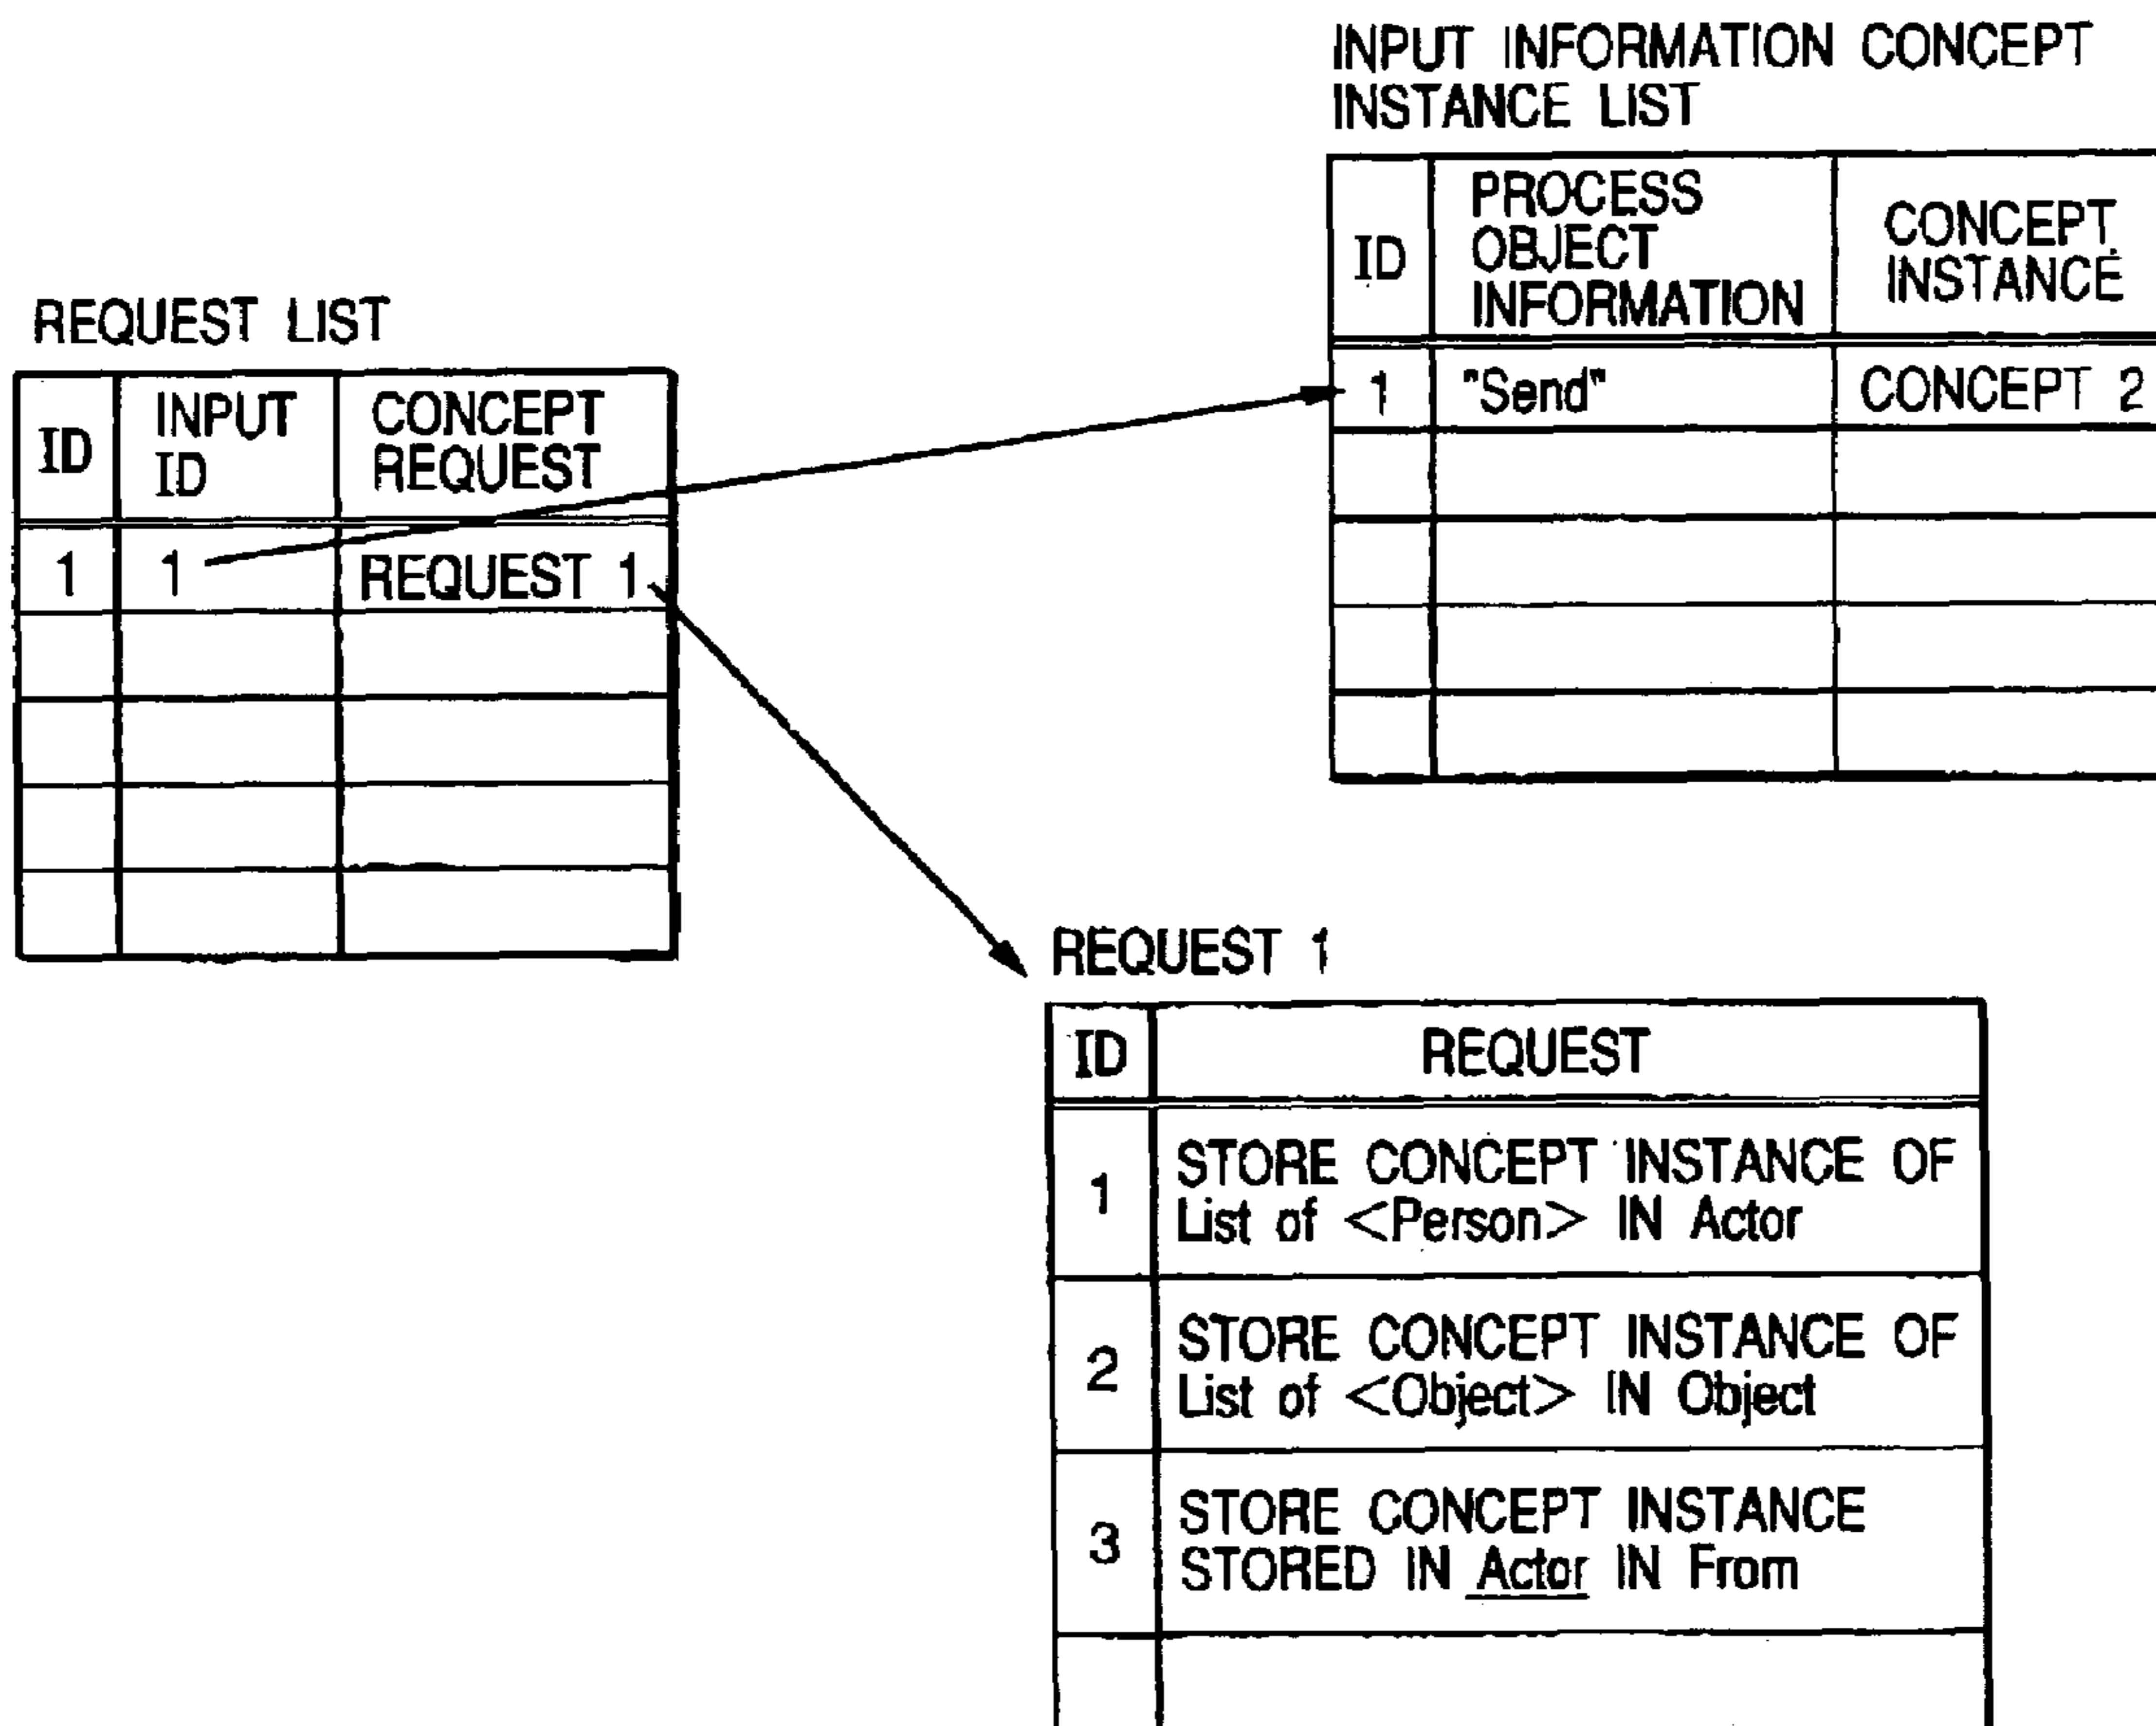 INPUT INFORMATION CONCEPT
INSTANCE LIST
ID
PROCESS
OBJECT
INFORMATION
CONCEPT
INSTANCE
1 "Send" CONCEPT 2
REQUEST LIST
ID
INPUT
ID
CONCEPT
REQUEST
1 1 REQUEST 1
REQUEST 1
ID REQUEST
1
STORE CONCEPT INSTANCE OF
List of <Person> IN Actor
2
STORE CONCEPT INSTANCE OF
List of <Object> IN Object
3
STORE CONCEPT INSTANCE
STORED IN Actor IN From